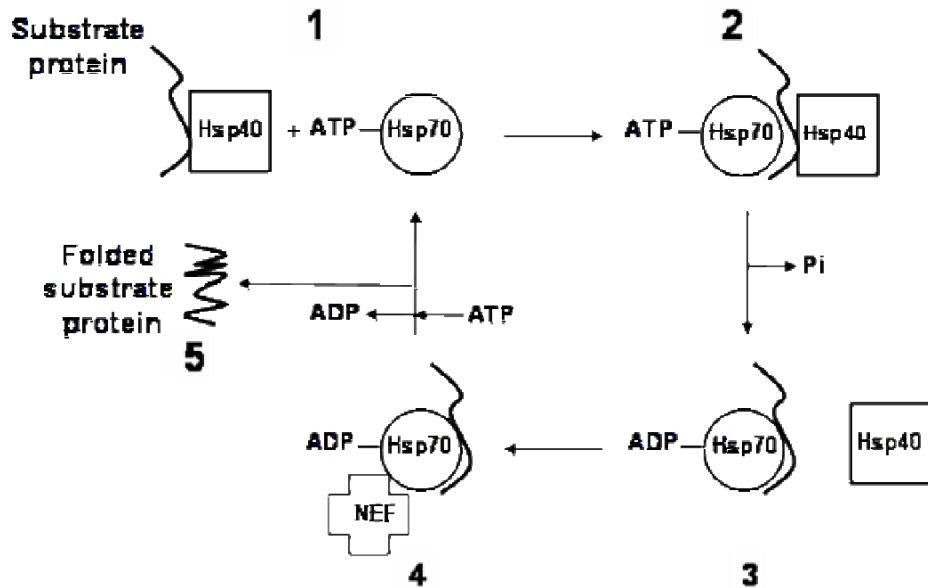 1
2
Substrate
protein
Hsp40 + ATP Hsp70
ATP Hsp70 Hsp40
Pi
Folded
substrate
protein
5
ADP ATP
ADP Hsp70
NEF
4
ADP Hsp70 Hsp40
3